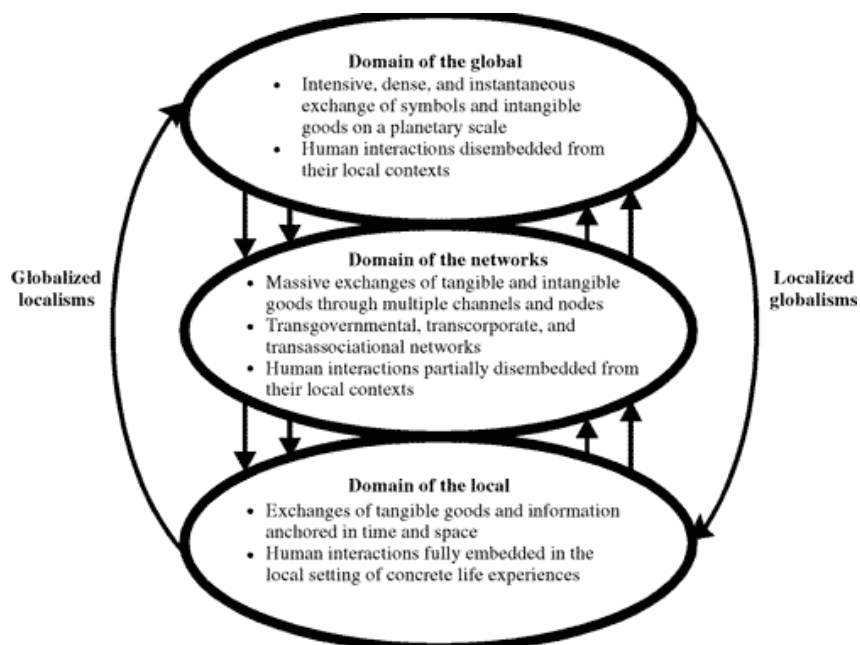 Domain of the global
• Intensive, dense, and instantaneous
exchange of symbols and intangible
goods on a planetary scale
• Human interactions disembedded from
their local contexts
Globalized
localisms
Domain of the networks
• Massive exchanges of tangible and intangible
goods through multiple channels and nodes
• Transgovernmental, transcorporate, and
transassociational networks
• Human interactions partially disembedded from
their local contexts
Localized
globalisms
Domain of the local
• Exchanges of tangible goods and information
anchored in time and space
• Human interactions fully embedded in the
local setting of concrete life experiences